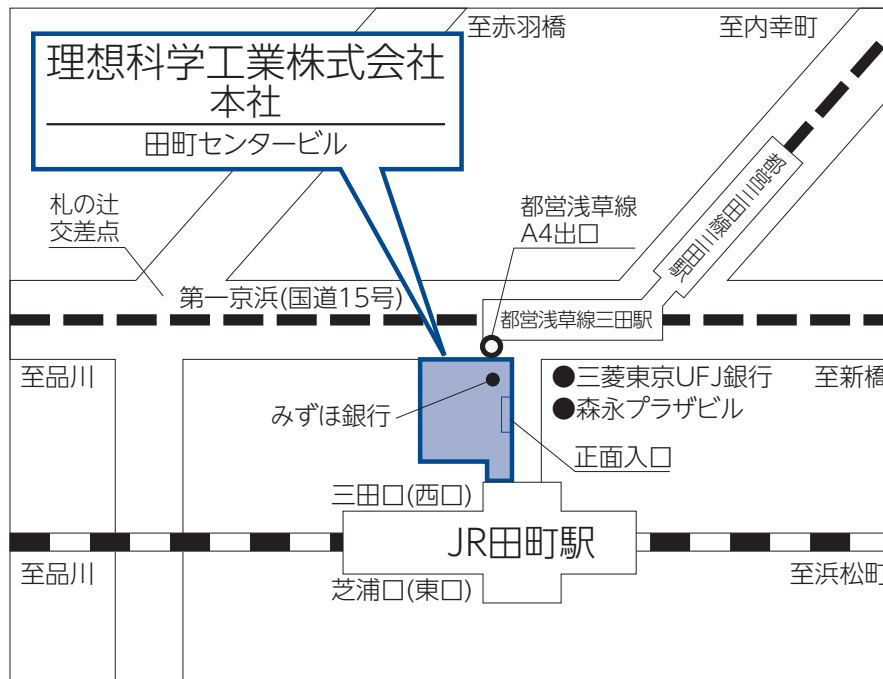 至赤羽橋
至内幸町
理想科学工業株式会社
本社
田町センタービル
都営三田線三田駅
札の辻
交差点
都営浅草線
A4出口
第一京浜(国道15号)
都営浅草線三田駅
至品川
●三菱東京UFJ銀行
至新橋
みずほ銀行
●森永プラザビル
正面入口
三田口(西口)
JR田町駅
至品川
至浜松町
芝浦口(東口)